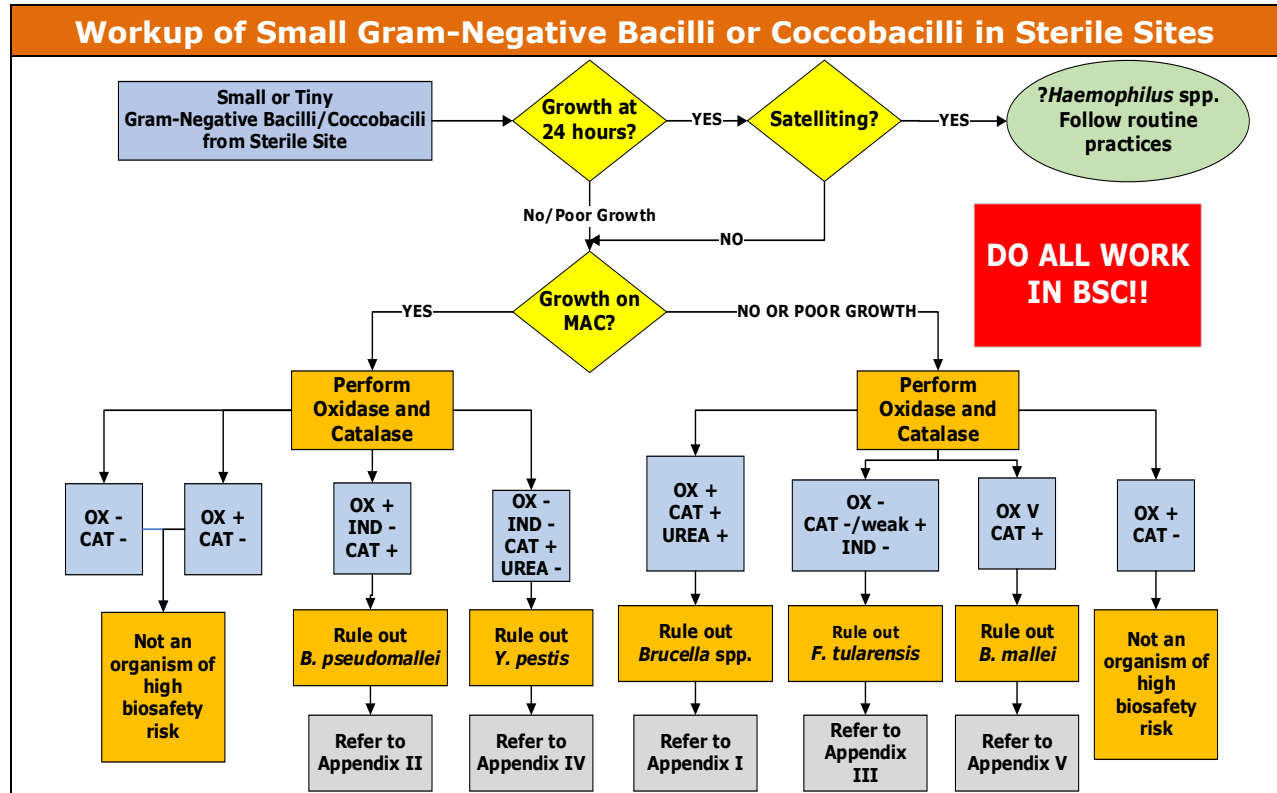 Workup of Small Gram-Negative Bacilli or Coccobacilli in Sterile Sites
Small or Tiny
Gram-Negative Bacilli/Coccobacili
from Sterile Site
Growth at
24 hours?
YES
Satelliting?
YES
?Haemophilus spp.
Follow routine
practices
No/Poor Growth
NO
DO ALL WORK
IN BSC!!
Growth on
MAC?
YES
NO OR POOR GROWTH
Perform
Oxidase and
Catalase
Perform
Oxidase and
Catalase
OX -
CAT -
OX +
CAT -
OX +
IND -
CAT +
OX -
IND -
CAT +
UREA -
OX +
CAT +
UREA +
OX -
CAT -/weak +
IND -
OX V
CAT +
OX +
CAT -
Not an
organism of
high
biosafety
risk
Rule out
B. pseudomallei
Rule out
Y. pestis
Rule out
Brucella spp.
Rule out
F. tularensis
Rule out
B. mallei
Not an
organism of
high
biosafety
risk
Refer to
Appendix II
Refer to
Appendix IV
Refer to
Appendix I
Refer to
Appendix
III
Refer to
Appendix V